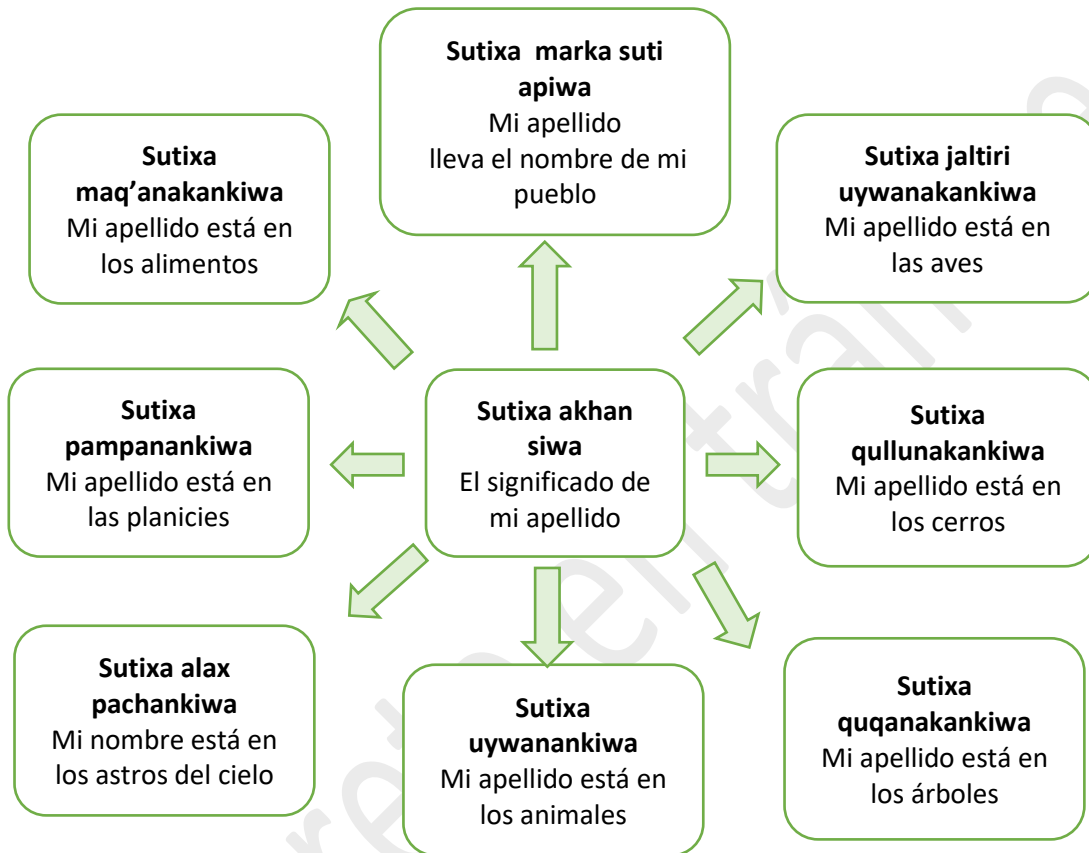 Sutixa marka suti
apiwa
Mi apellido
lleva el nombre de mi
pueblo
Sutixa
maq’anakankiwa
Mi apellido está en
los alimentos
Sutixa jaltiri
uywanakankiwa
Mi apellido está en
las aves
Sutixa
pampanankiwa
Mi apellido está en
las planicies
Sutixa akhan
siwa
El significado de
mi apellido
Sutixa
qullunakankiwa
Mi apellido está en
los cerros
Sutixa alax
pachankiwa
Mi nombre está en
los astros del cielo
Sutixa
uywanankiwa
Mi apellido está en
los animales
Sutixa
quqanakankiwa
Mi apellido está en
los árboles